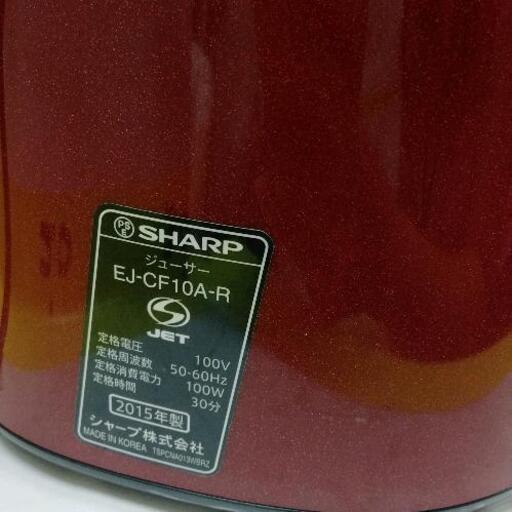 PS E SHARP
ジューサー
EJ-CF10A-R
S
JET
定格電圧 100V
定格周波数 50-60Hz
定格消費電力 100W
定格時間 30分
2015年製
シャープ株式会社
MADE IN KOREA TSPCNA013WBRZ